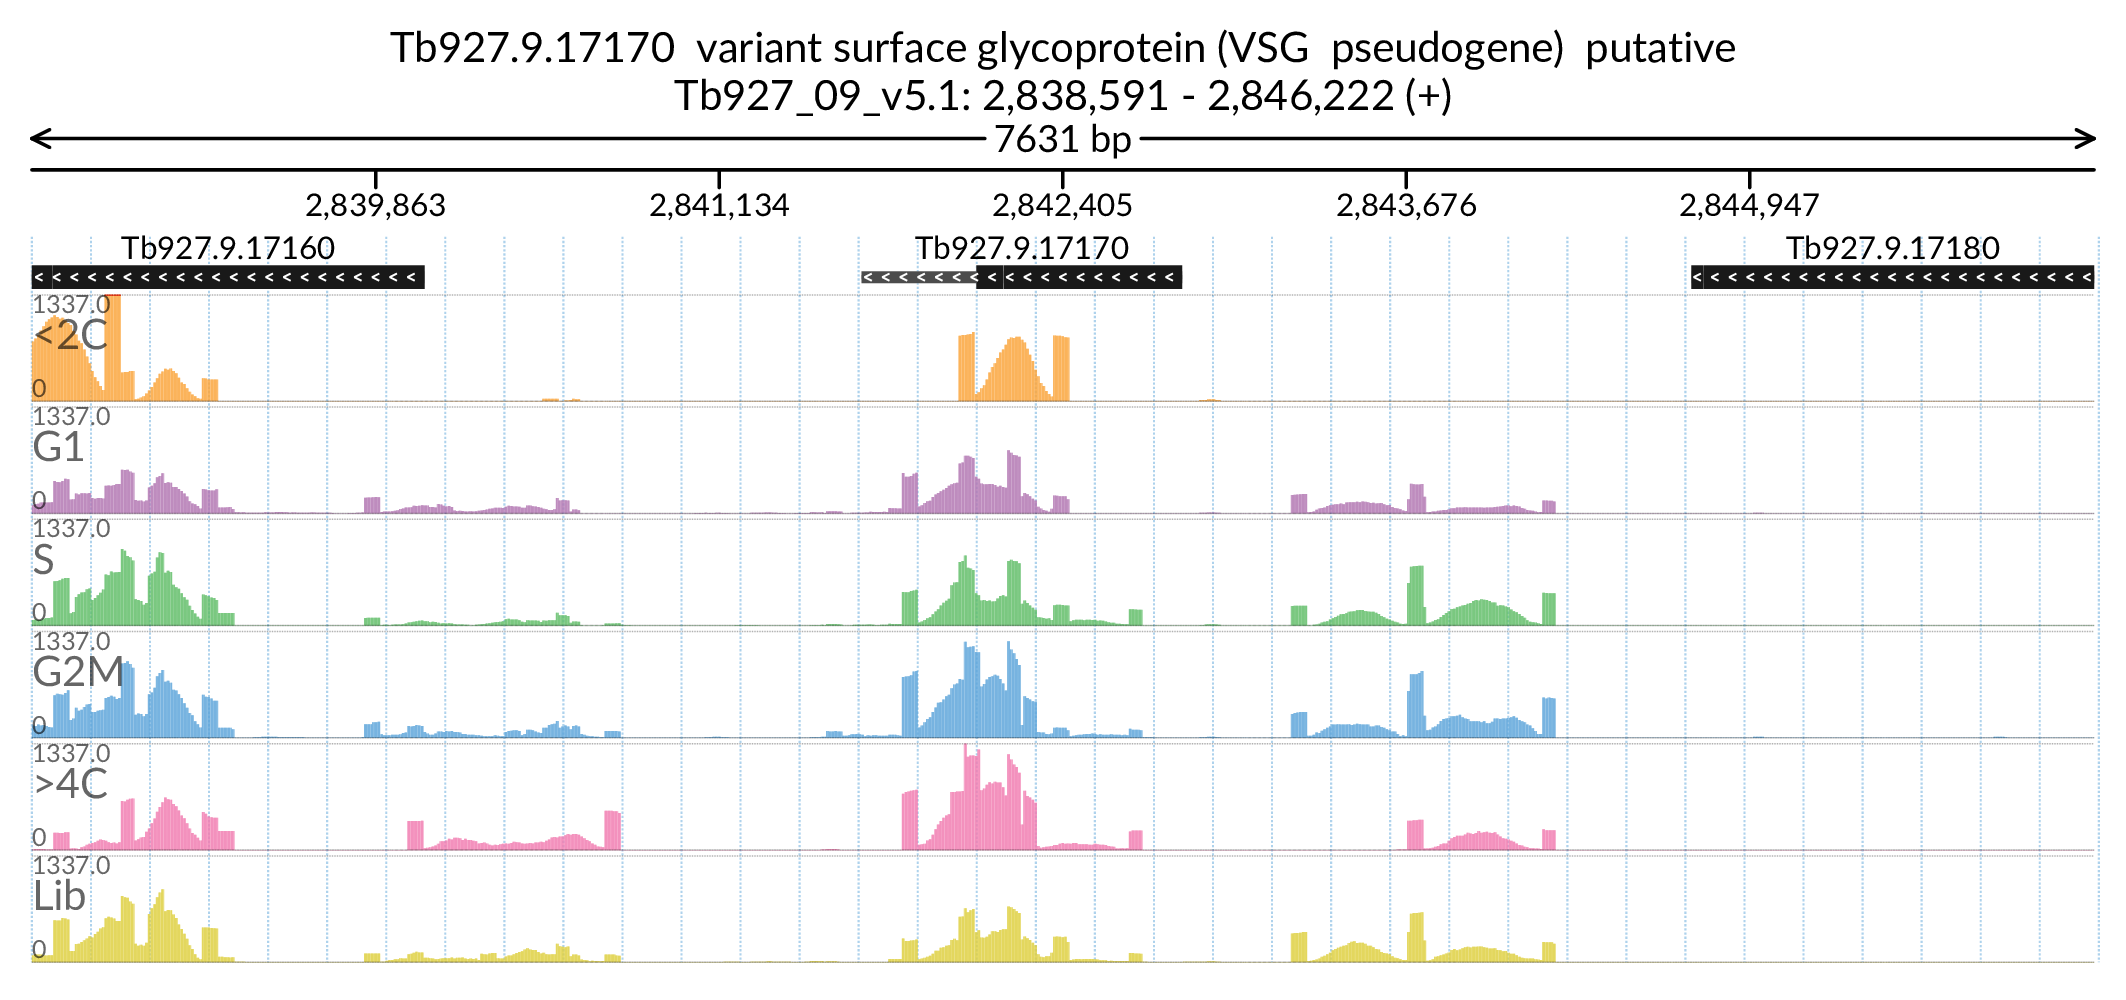 Tb927.9.17170 variant surface glycoprotein (VSG pseudogene) putative
Tb927_09_v5.1: 2,838,591 - 2,846,222 (+)
7631 bp
2,839,863 2,841,134 2,842,405 2,843,676 2,844,947
Tb927.9.17160 Tb927.9.17170 Tb927.9.17180
1337.0
<2C
0
1337.0
G1
0
1337.0
S
0
1337.0
G2M
0
1337.0
>4C
0
1337.0
Lib
0